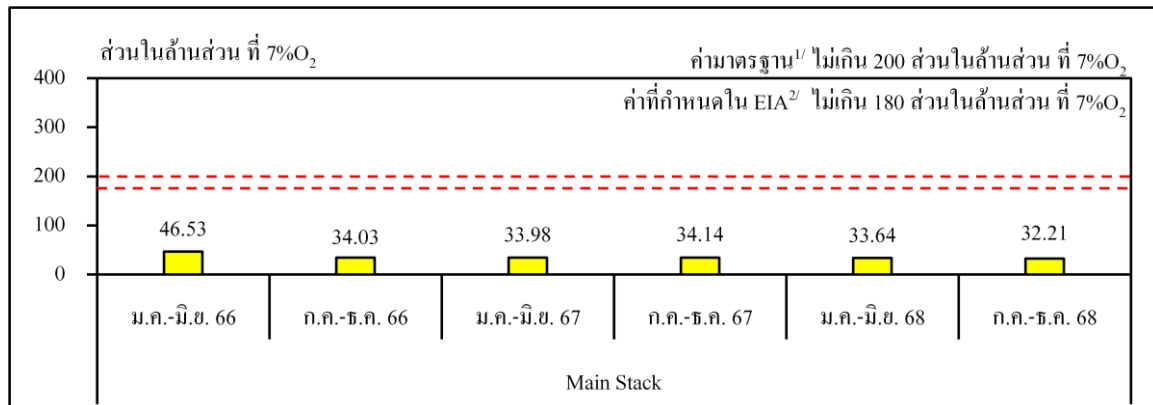 ส่วนในล้านส่วน ที่ 7%O₂
ค่ามาตรฐาน¹/ ไม่เกิน 200 ส่วนในล้านส่วน ที่ 7%O₂
ค่าที่กำหนดใน EIA²/ ไม่เกิน 180 ส่วนในล้านส่วน ที่ 7%O₂
400
300
200
100
0
46.53 34.03 33.98 34.14 33.64 32.21
ม.ค.-มิ.ย. 66 ก.ค.-ธ.ค. 66 ม.ค.-มิ.ย. 67 ก.ค.-ธ.ค. 67 ม.ค.-มิ.ย. 68 ก.ค.-ธ.ค. 68
Main Stack